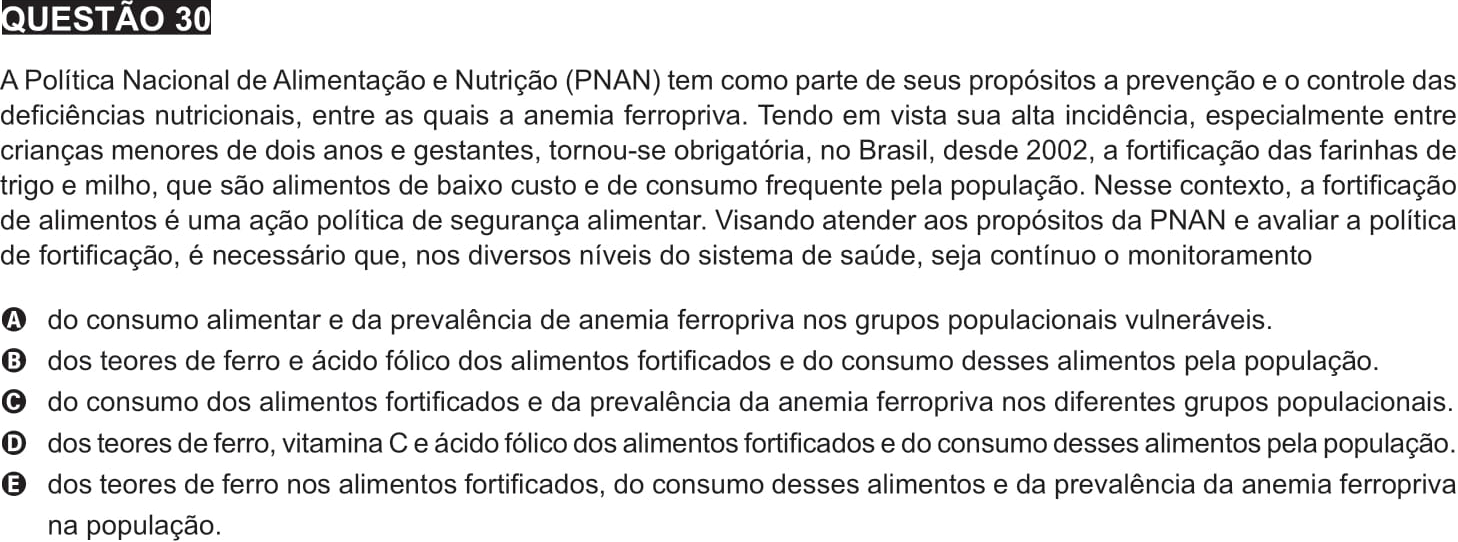 QUESTÃO 30
A Política Nacional de Alimentação e Nutrição (PNAN) tem como parte de seus propósitos a prevenção e o controle das
deficiências nutricionais, entre as quais a anemia ferropriva. Tendo em vista sua alta incidência, especialmente entre
crianças menores de dois anos e gestantes, tornou-se obrigatória, no Brasil, desde 2002, a fortificação das farinhas de
trigo e milho, que são alimentos de baixo custo e de consumo frequente pela população. Nesse contexto, a fortificação
de alimentos é uma ação política de segurança alimentar. Visando atender aos propósitos da PNAN e avaliar a política
de fortificação, é necessário que, nos diversos níveis do sistema de saúde, seja contínuo o monitoramento
A do consumo alimentar e da prevalência de anemia ferropriva nos grupos populacionais vulneráveis.
B dos teores de ferro e ácido fólico dos alimentos fortificados e do consumo desses alimentos pela população.
C do consumo dos alimentos fortificados e da prevalência da anemia ferropriva nos diferentes grupos populacionais.
D dos teores de ferro, vitamina C e ácido fólico dos alimentos fortificados e do consumo desses alimentos pela população.
E dos teores de ferro nos alimentos fortificados, do consumo desses alimentos e da prevalência da anemia ferropriva
na população.